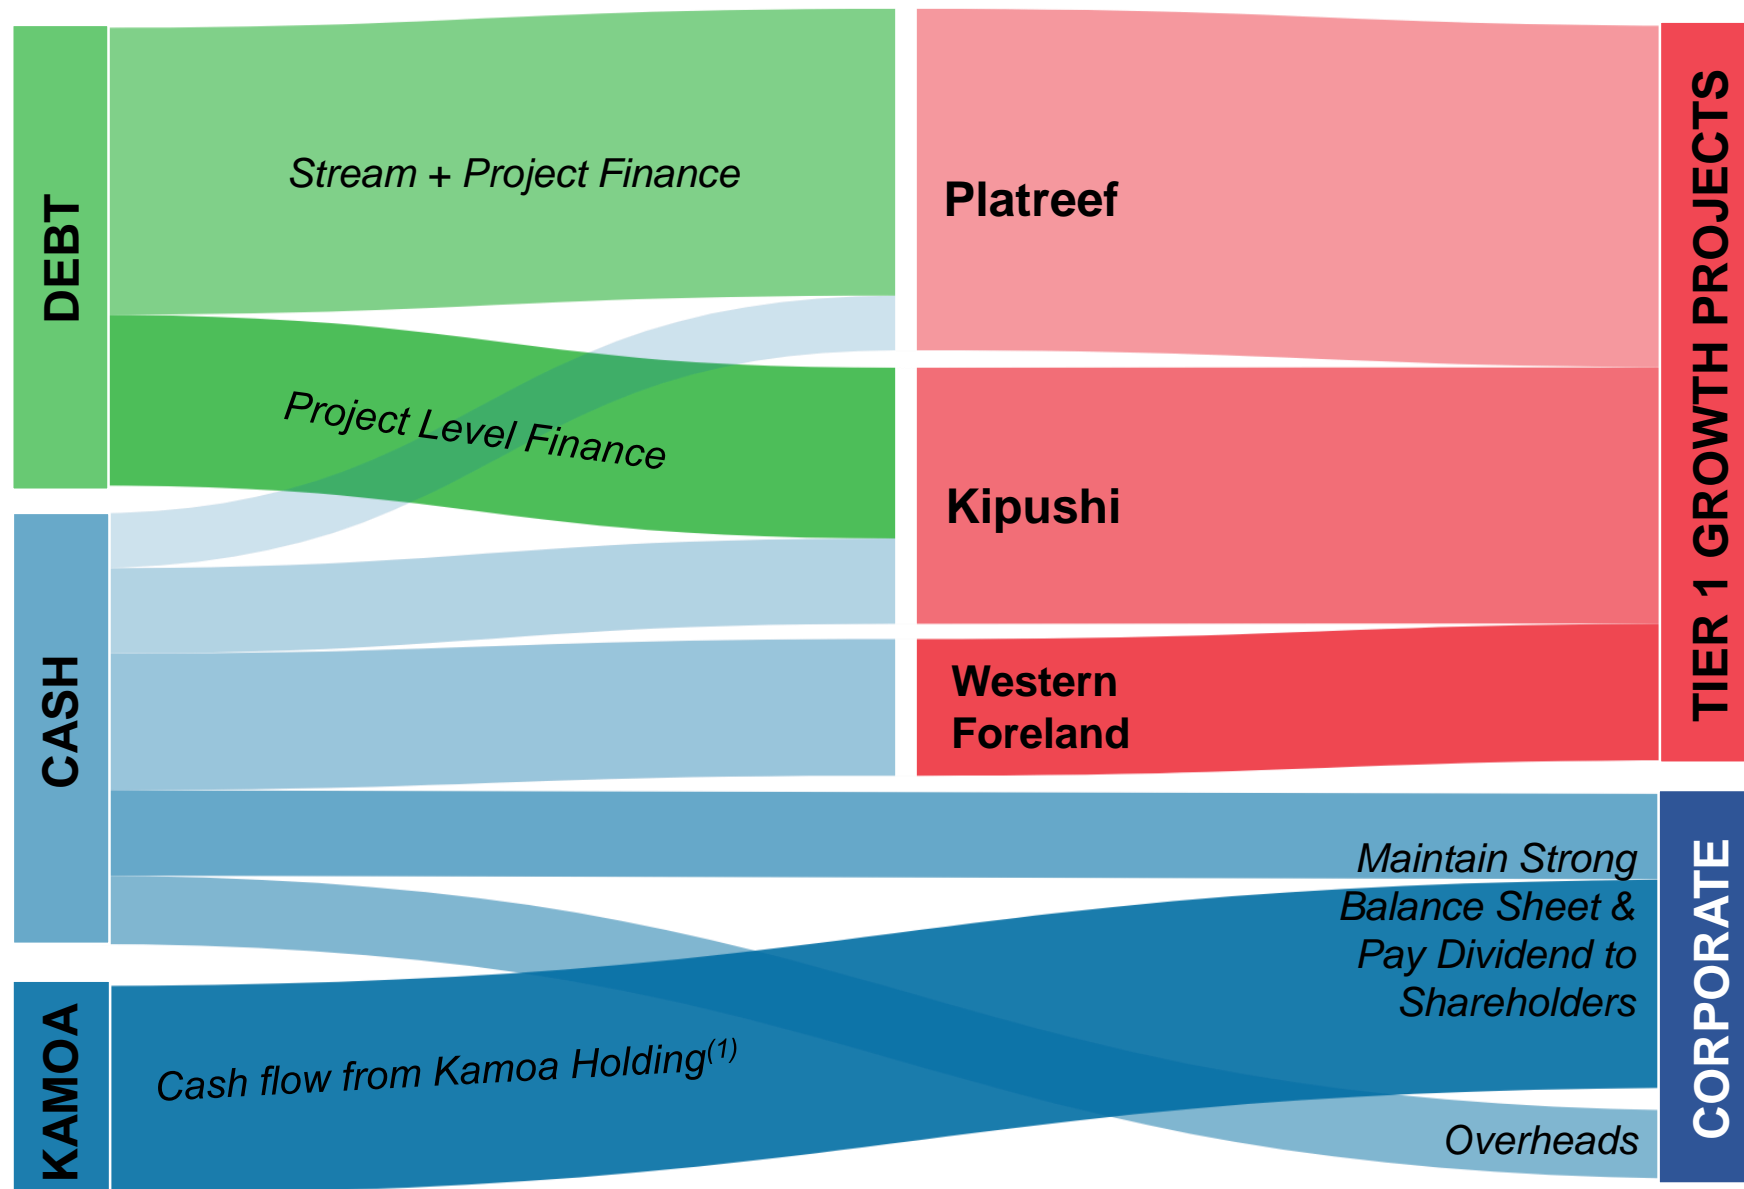 DEBT
Stream + Project Finance
Project Level Finance
CASH
KAMOA
Cash flow from Kamoa Holding(1)
Platreef
Kipushi
Western
Foreland
TIER 1 GROWTH PROJECTS
Maintain Strong
Balance Sheet &
Pay Dividend to
Shareholders
Overheads
CORPORATE